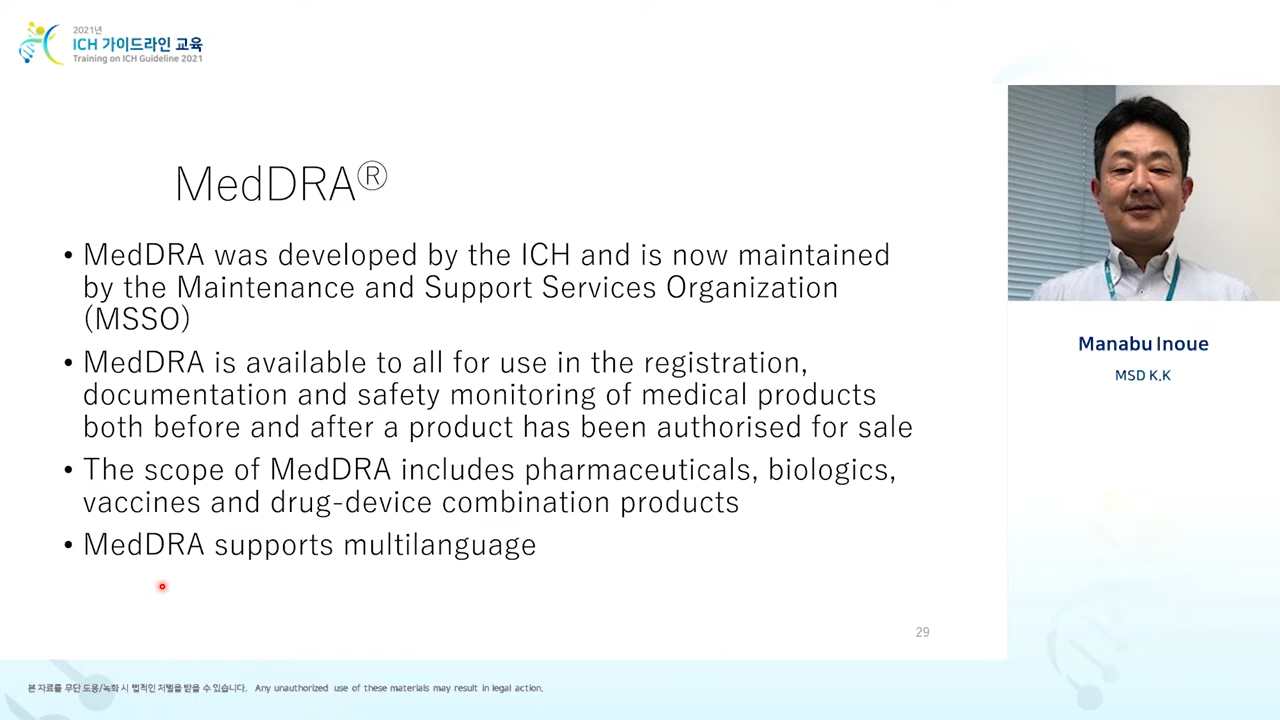 2021년
ICH 가이드라인 교육
Training on ICH Guideline 2021
MedDRA®
• MedDRA was developed by the ICH and is now maintained
by the Maintenance and Support Services Organization
(MSSO)
• MedDRA is available to all for use in the registration,
documentation and safety monitoring of medical products
both before and after a product has been authorised for sale
• The scope of MedDRA includes pharmaceuticals, biologics,
vaccines and drug-device combination products
• MedDRA supports multilanguage
29
Manabu Inoue
MSD K.K
본 자료를 무단 도용/녹화 시 법적인 처벌을 받을 수 있습니다. Any unauthorized use of these materials may result in legal action.